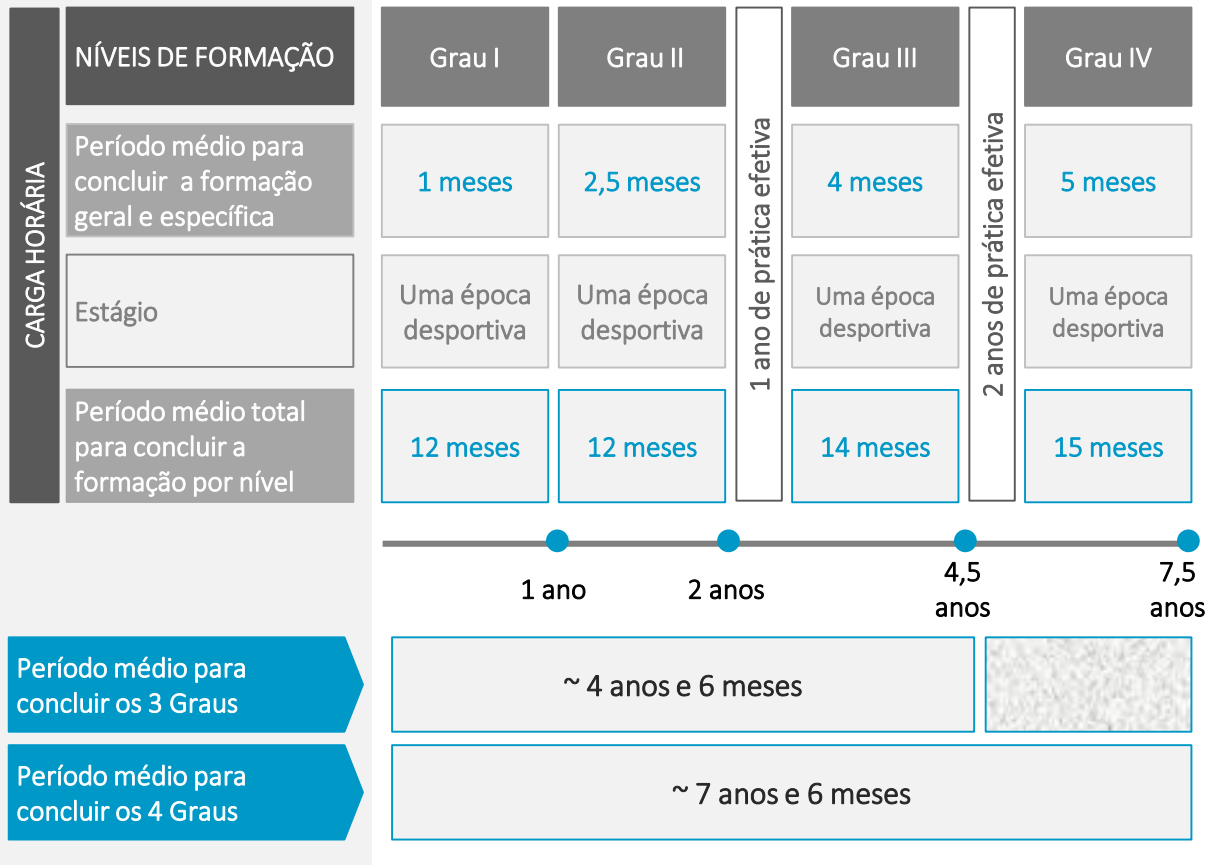 CARGA HORÁRIA
NÍVEIS DE FORMAÇÃO
Grau I
Grau II
1 ano de prática efetiva
Grau III
2 anos de prática efetiva
Grau IV
Período médio para
concluir a formação
geral e específica
1 meses
2,5 meses
4 meses
5 meses
Estágio
Uma época
desportiva
Uma época
desportiva
Uma época
desportiva
Uma época
desportiva
Período médio total
para concluir a
formação por nível
12 meses
12 meses
14 meses
15 meses
1 ano
2 anos
4,5
anos
7,5
anos
Período médio para
concluir os 3 Graus
~ 4 anos e 6 meses
Período médio para
concluir os 4 Graus
~ 7 anos e 6 meses